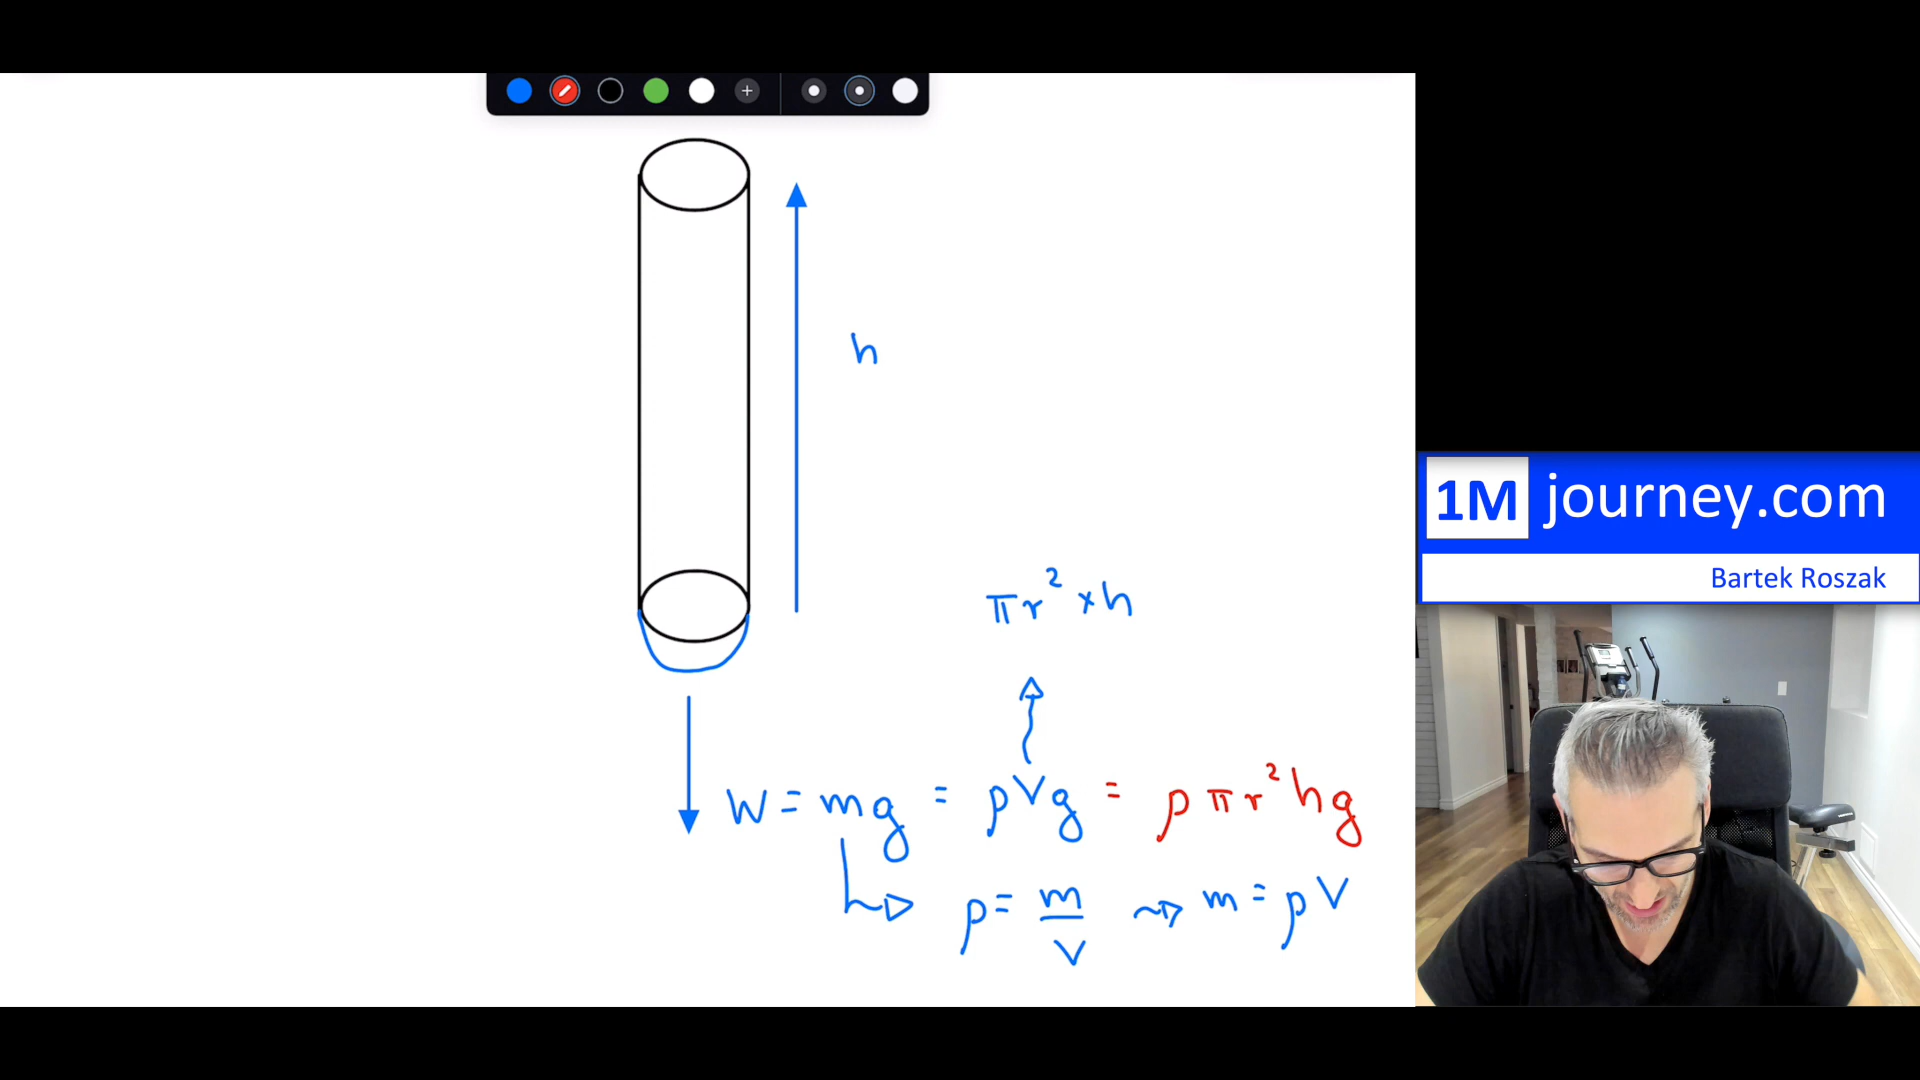 h
πr² × h
W = mg = ρVg = ρπr²hg
ρ = m/V → m = ρV
1M journey.com
Bartek Roszak